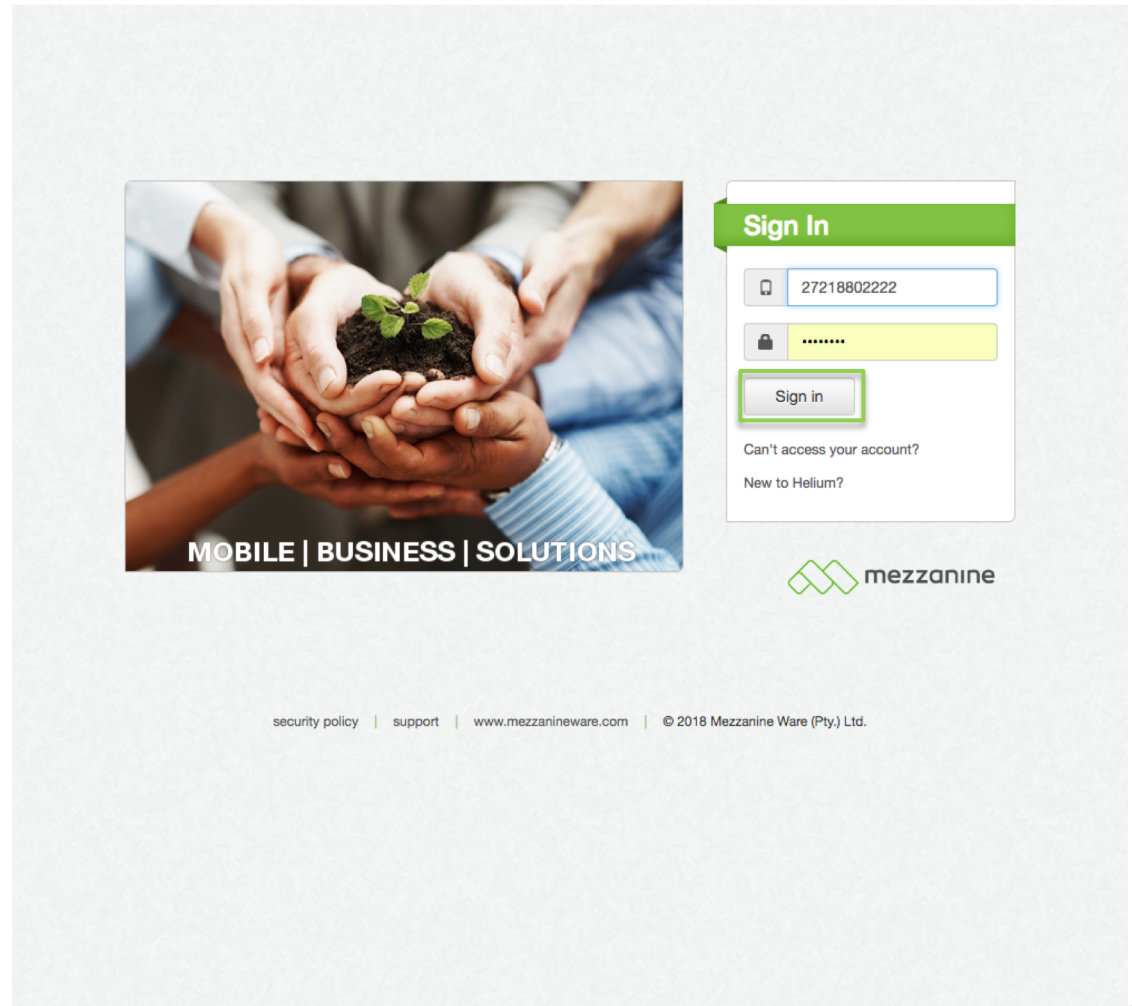 Sign In
27218802222
••••••••
Sign in
Can't access your account?
New to Helium?
MOBILE | BUSINESS | SOLUTIONS
mezzanine
security policy | support | www.mezzanineware.com | © 2018 Mezzanine Ware (Pty.) Ltd.